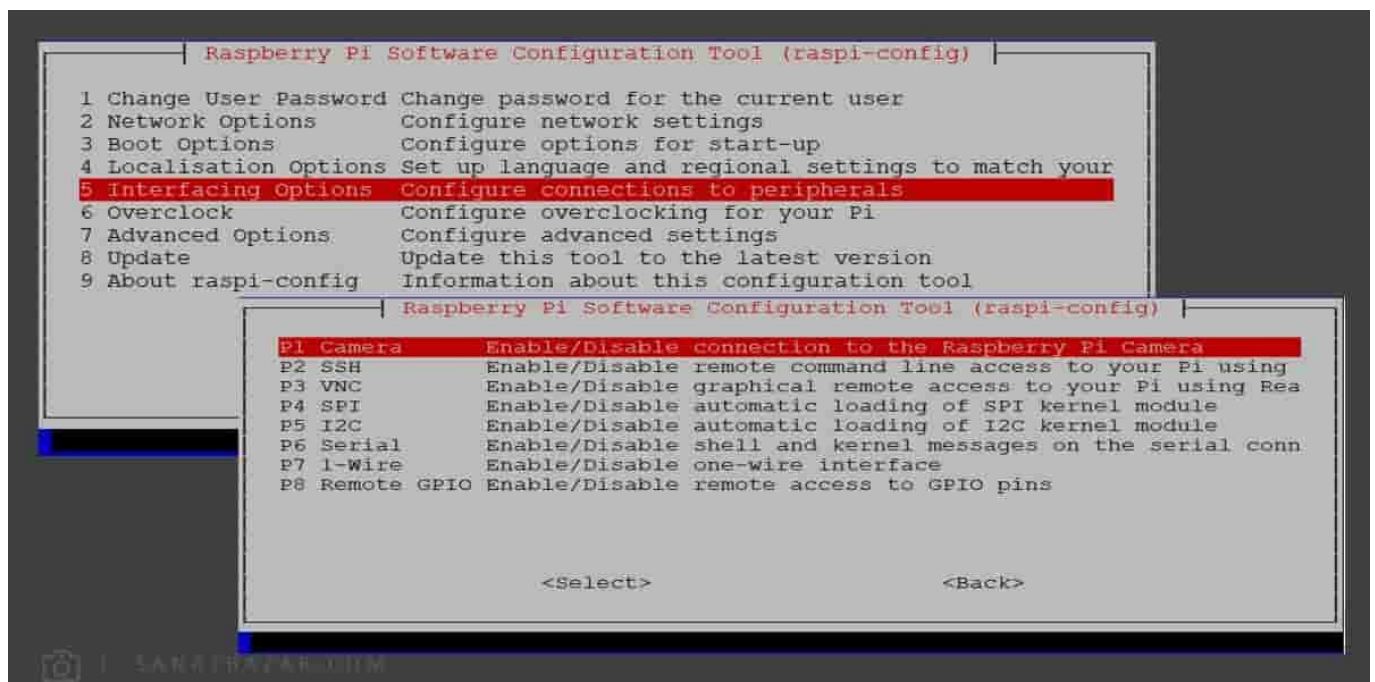 Raspberry Pi Software Configuration Tool (raspi-config)
1 Change User Password Change password for the current user
2 Network Options Configure network settings
3 Boot Options Configure options for start-up
4 Localisation Options Set up language and regional settings to match your
5 Interfacing Options Configure connections to peripherals
6 Overclock Configure overclocking for your Pi
7 Advanced Options Configure advanced settings
8 Update Update this tool to the latest version
9 About raspi-config Information about this configuration tool
Raspberry Pi Software Configuration Tool (raspi-config)
P1 Camera Enable/Disable connection to the Raspberry Pi Camera
P2 SSH Enable/Disable remote command line access to your Pi using
P3 VNC Enable/Disable graphical remote access to your Pi using Rea
P4 SPI Enable/Disable automatic loading of SPI kernel module
P5 I2C Enable/Disable automatic loading of I2C kernel module
P6 Serial Enable/Disable shell and kernel messages on the serial conn
P7 1-Wire Enable/Disable one-wire interface
P8 Remote GPIO Enable/Disable remote access to GPIO pins
<Select> <Back>